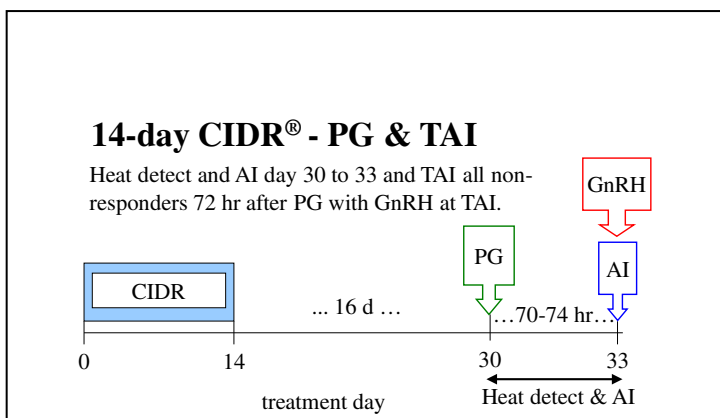 14-day CIDR® - PG & TAI
Heat detect and AI day 30 to 33 and TAI all non-
responders 72 hr after PG with GnRH at TAI.
GnRH
PG
AI
CIDR
... 16 d …
…70-74 hr…
0
14
30
33
treatment day
Heat detect & AI